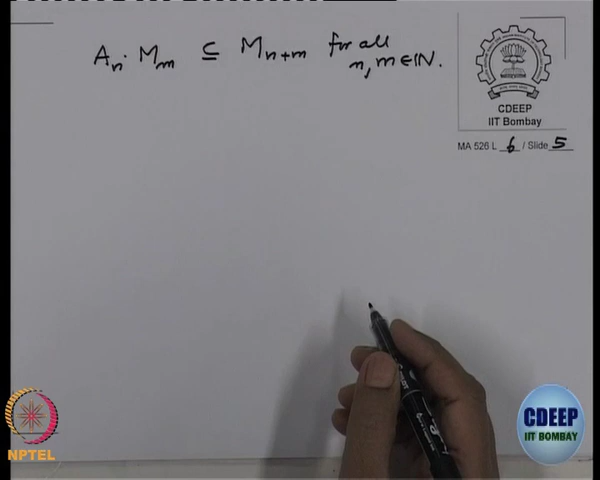 Aₙ · Mₘ ⊆ Mₙ₊ₘ for all
n, m ∈ ℕ.
CDEEP
IIT Bombay
MA 526 L 6 / Slide 5
NPTEL
CDEEP
IIT BOMBAY